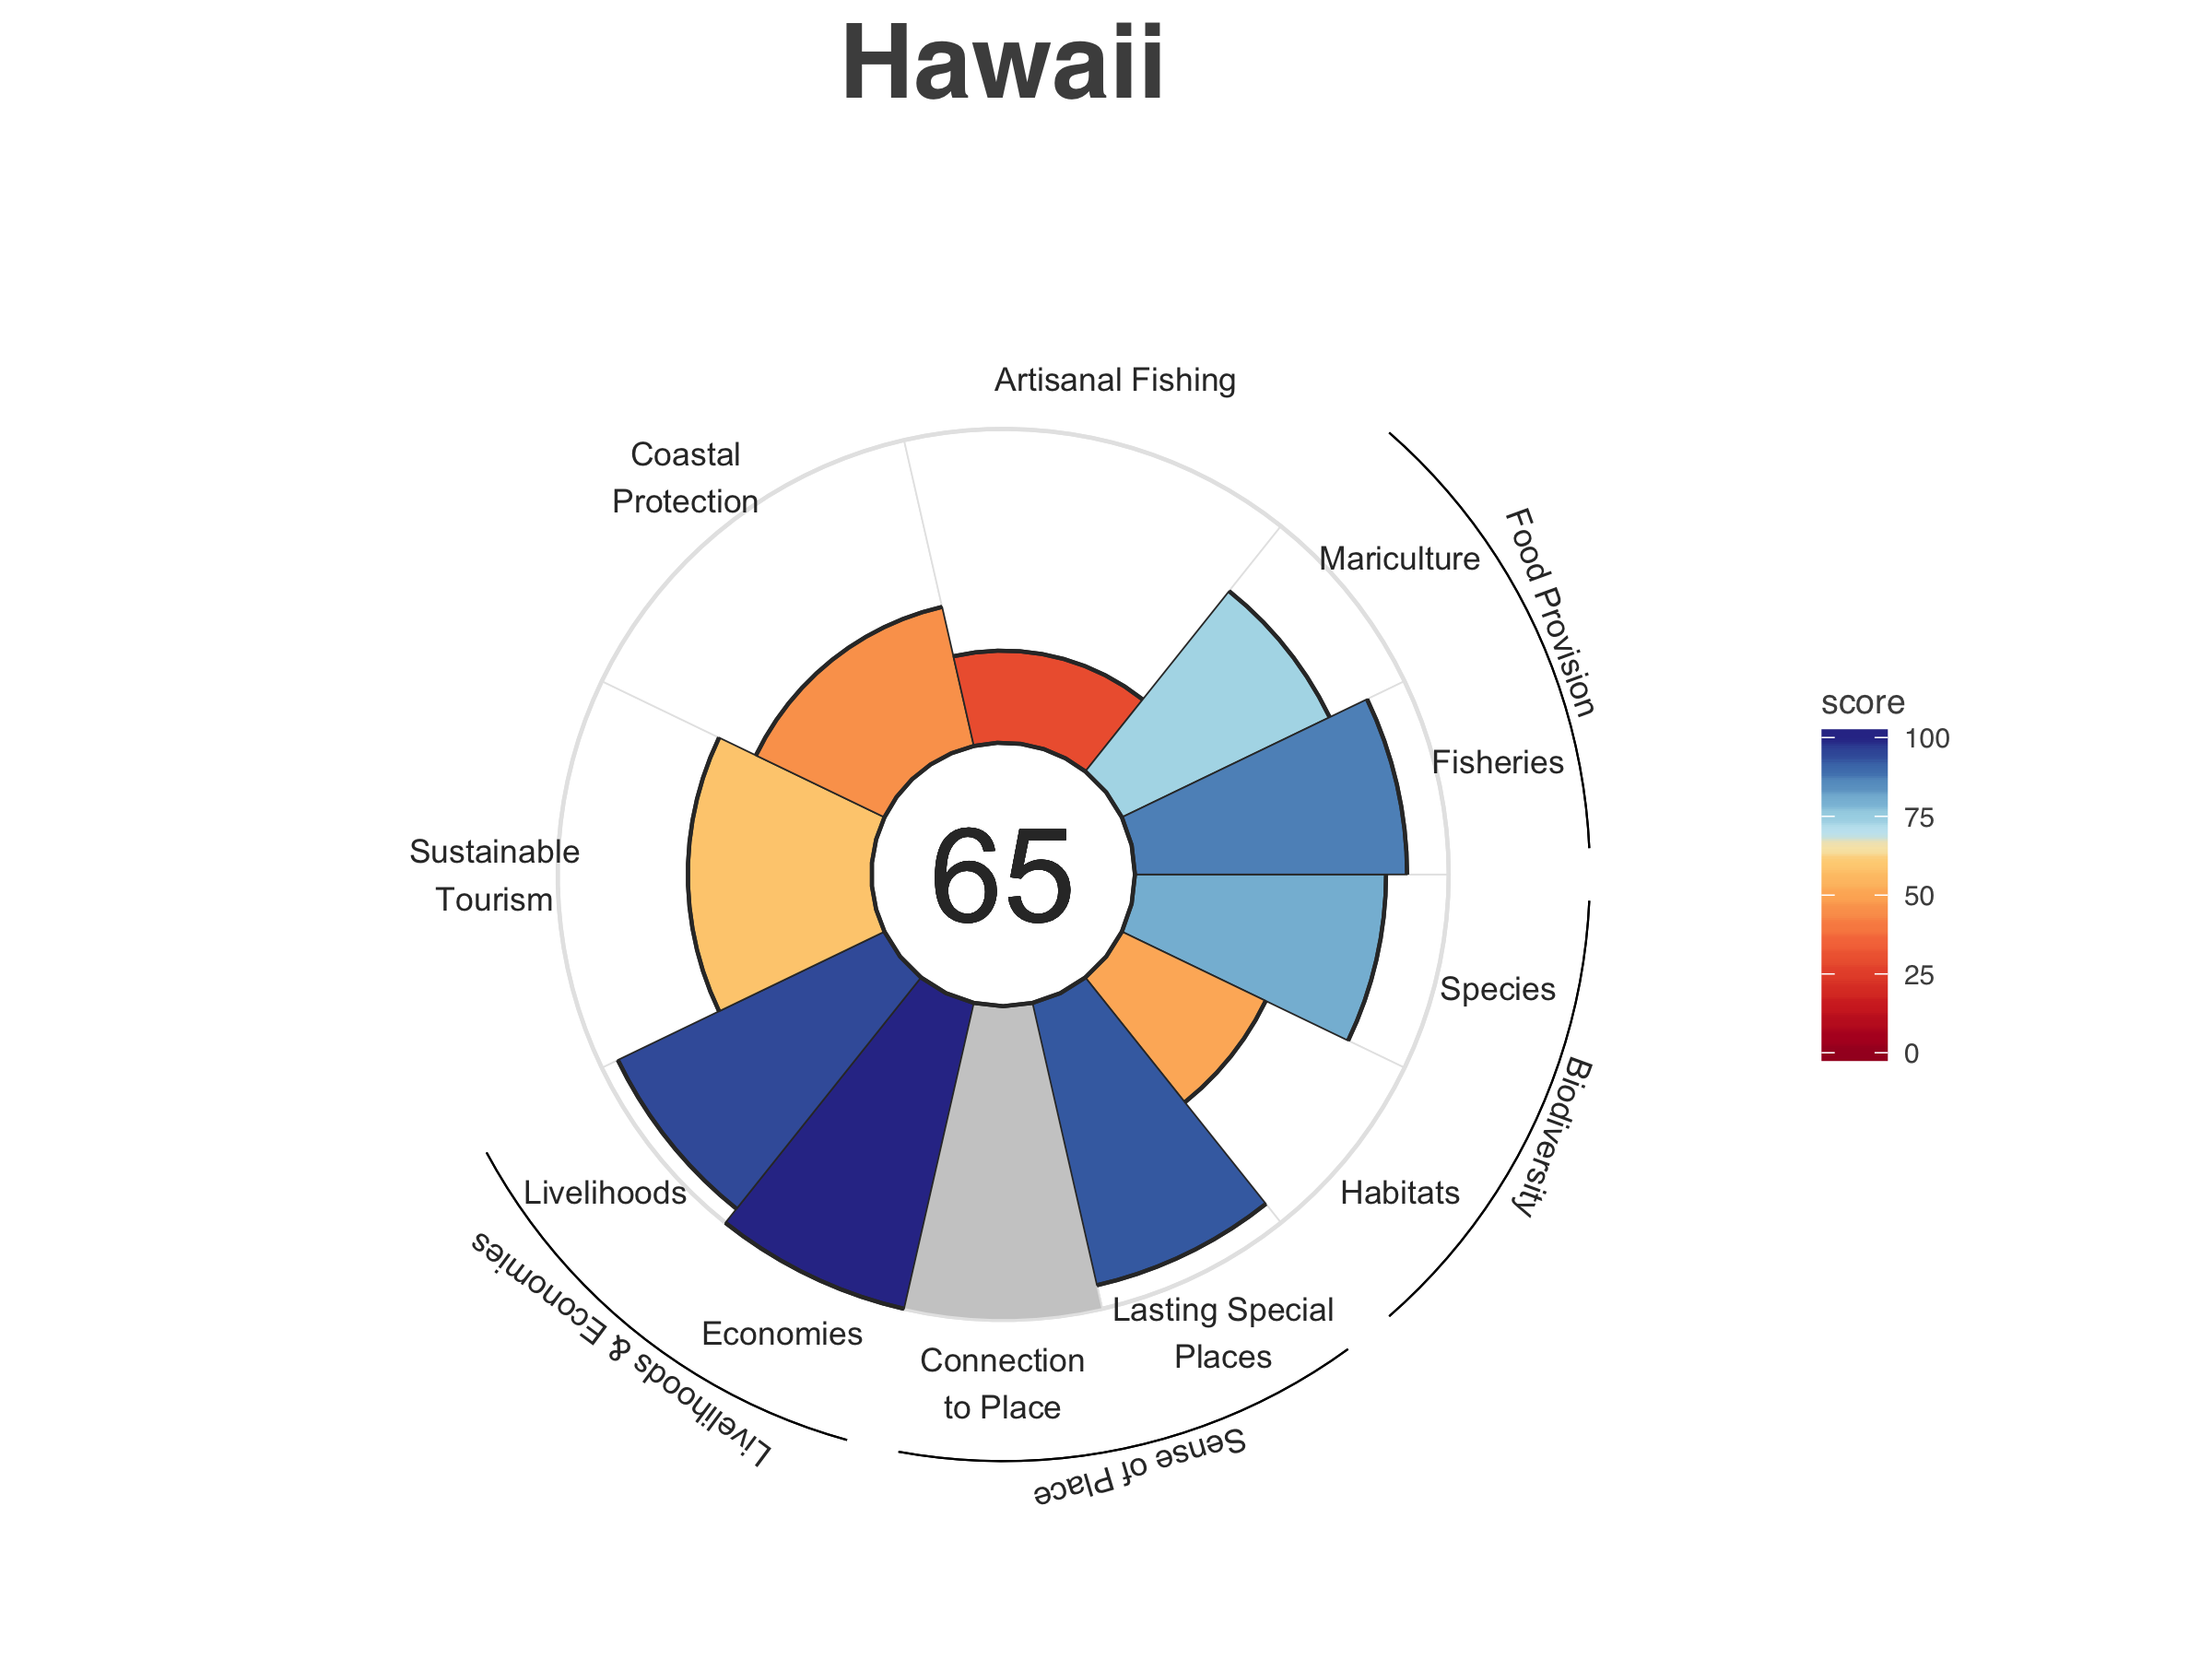 Hawaii
Artisanal Fishing
Coastal
Protection
Mariculture
Food Provision
Fisheries
score
100
75
50
25
0
65
Sustainable
Tourism
Species
Biodiversity
Habitats
Livelihoods
Livelihoods & Economies
Economies
Connection
to Place
Lasting Special
Places
Sense of Place